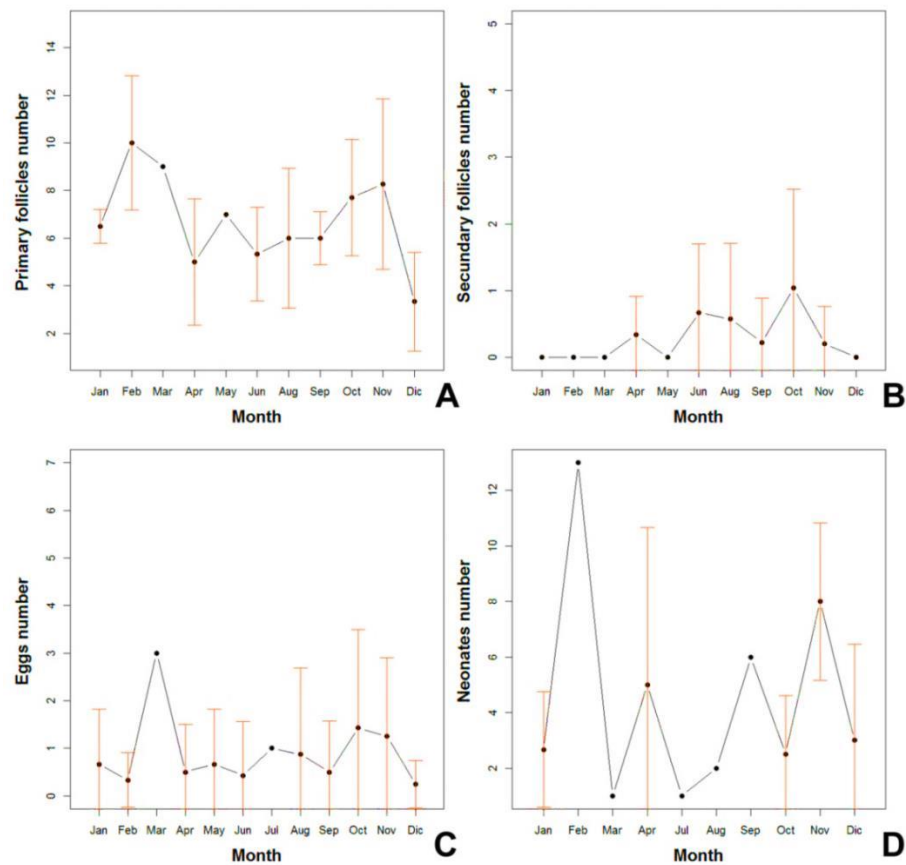 Primary follicles number
14
12
10
8
6
4
2
Jan Feb Mar Apr May Jun Aug Sep Oct Nov Dic
Month
A
Secundary follicles number
5
4
3
2
1
0
Jan Feb Mar Apr May Jun Aug Sep Oct Nov Dic
Month
B
Eggs number
7
6
5
4
3
2
1
0
Jan Feb Mar Apr May Jun Jul Aug Sep Oct Nov Dic
Month
C
Neonates number
12
10
8
6
4
2
Jan Feb Mar Apr Jul Aug Sep Oct Nov Dic
Month
D